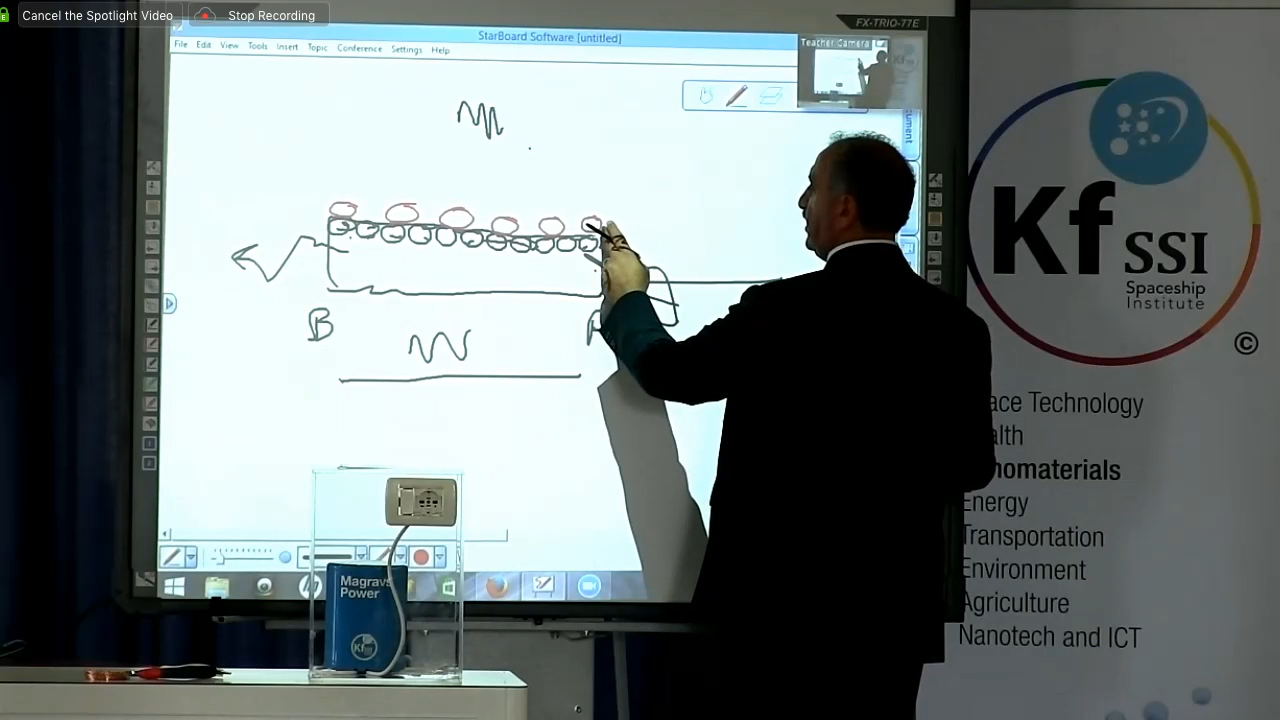 Cancel the Spotlight Video
Stop Recording
FX-TRIO-77E
StarBoard Software [untitled]
File Edit View Tools Insert Topic Conference Settings Help
Teacher Camera
B
Kf SSI
Spaceship
Institute
©
ace Technology
alth
nomaterials
Energy
Transportation
Environment
Agriculture
Nanotech and ICT
Magravs
Power
Kf